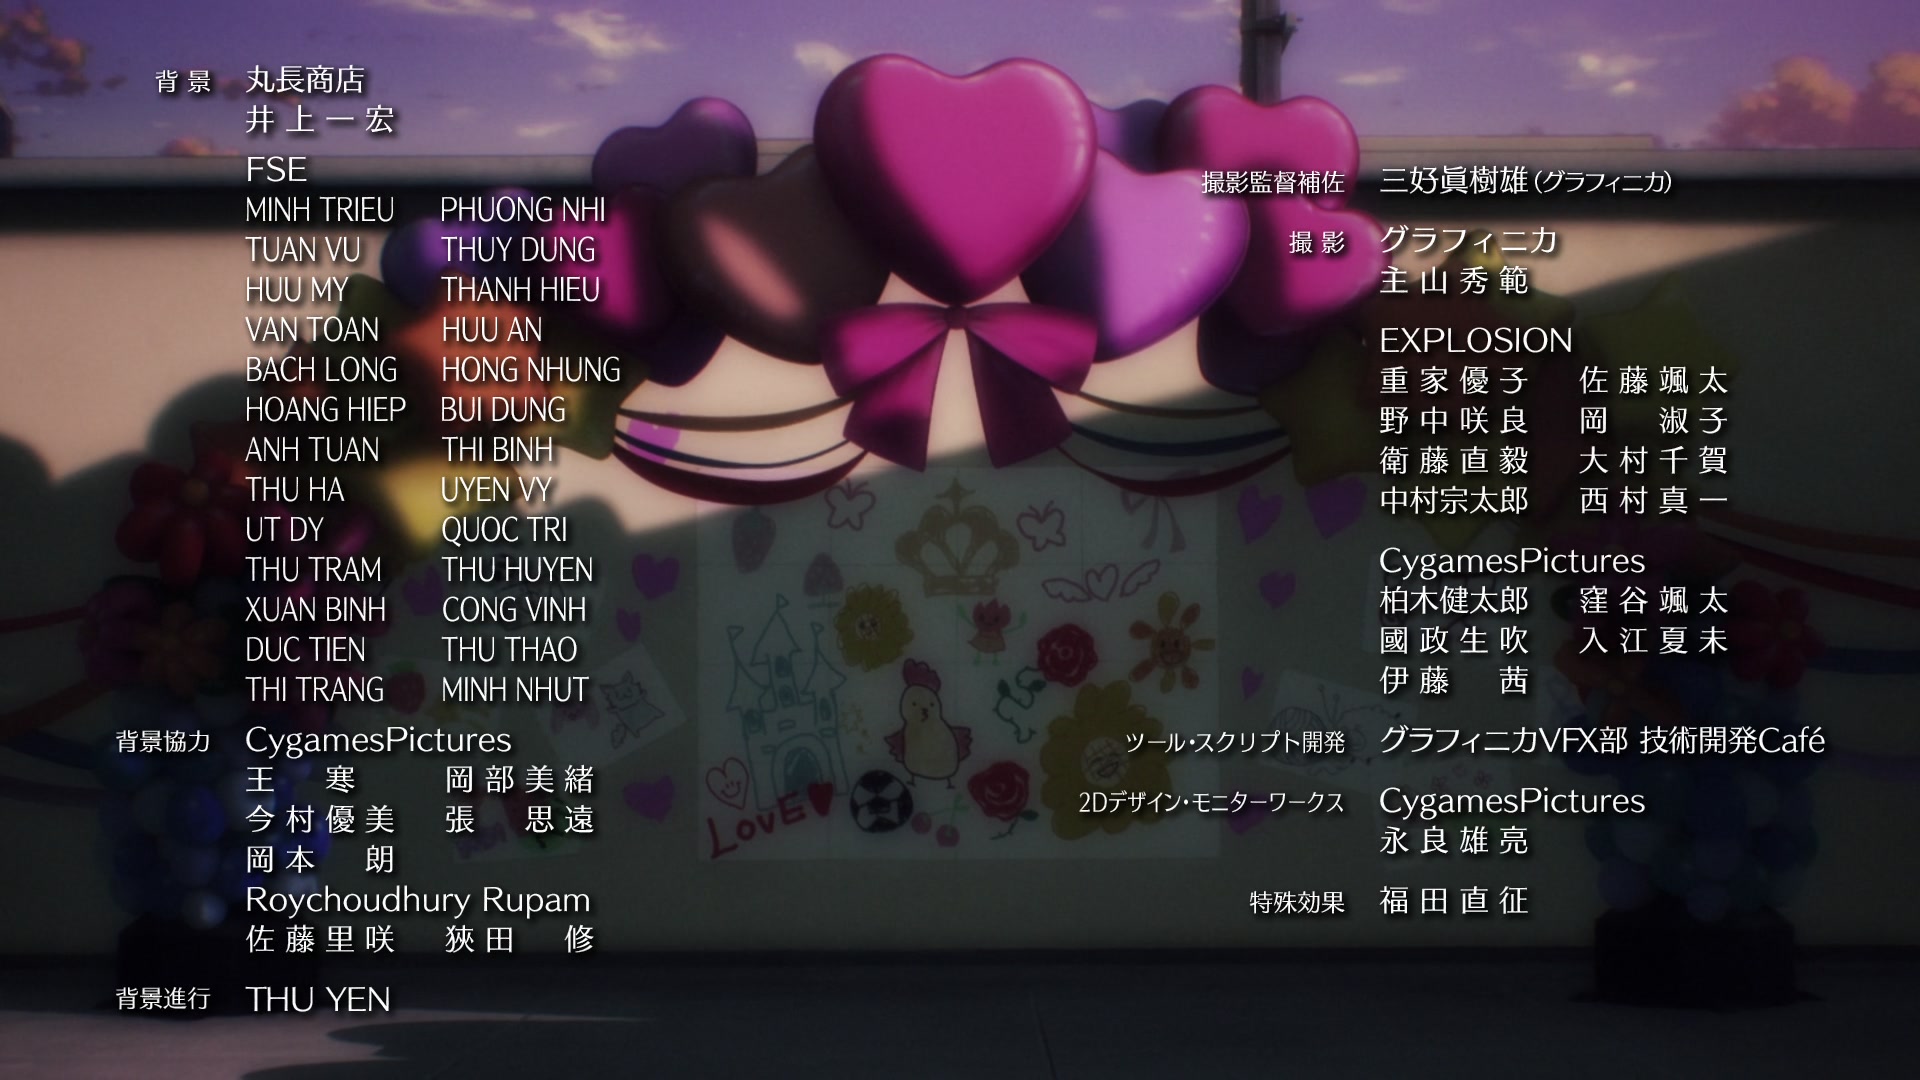 背景 丸長商店
井上一宏
FSE
MINH TRIEU PHUONG NHI
TUAN VU THUY DUNG
HUU MY THANH HIEU
VAN TOAN HUU AN
BACH LONG HONG NHUNG
HOANG HIEP BUI DUNG
ANH TUAN THI BINH
THU HA UYEN VY
UT DY QUOC TRI
THU TRAM THU HUYEN
XUAN BINH CONG VINH
DUC TIEN THU THAO
THI TRANG MINH NHUT
背景協力 CygamesPictures
王 寒 岡部美緒
今村優美 張 思遠
岡本 朗
Roychoudhury Rupam
佐藤里咲 狹田 修
背景進行 THU YEN
撮影監督補佐 三好眞樹雄(グラフィニカ)
撮影 グラフィニカ
主山秀範
EXPLOSION
重家優子 佐藤颯太
野中咲良 岡 淑子
衛藤直毅 大村千賀
中村宗太郎 西村真一
CygamesPictures
柏木健太郎 窪谷颯太
國政生吹 入江夏未
伊藤 茜
ツール・スクリプト開発 グラフィニカVFX部 技術開発Café
2Dデザイン・モニターワークス CygamesPictures
永良雄亮
特殊効果 福田直征
LOVE